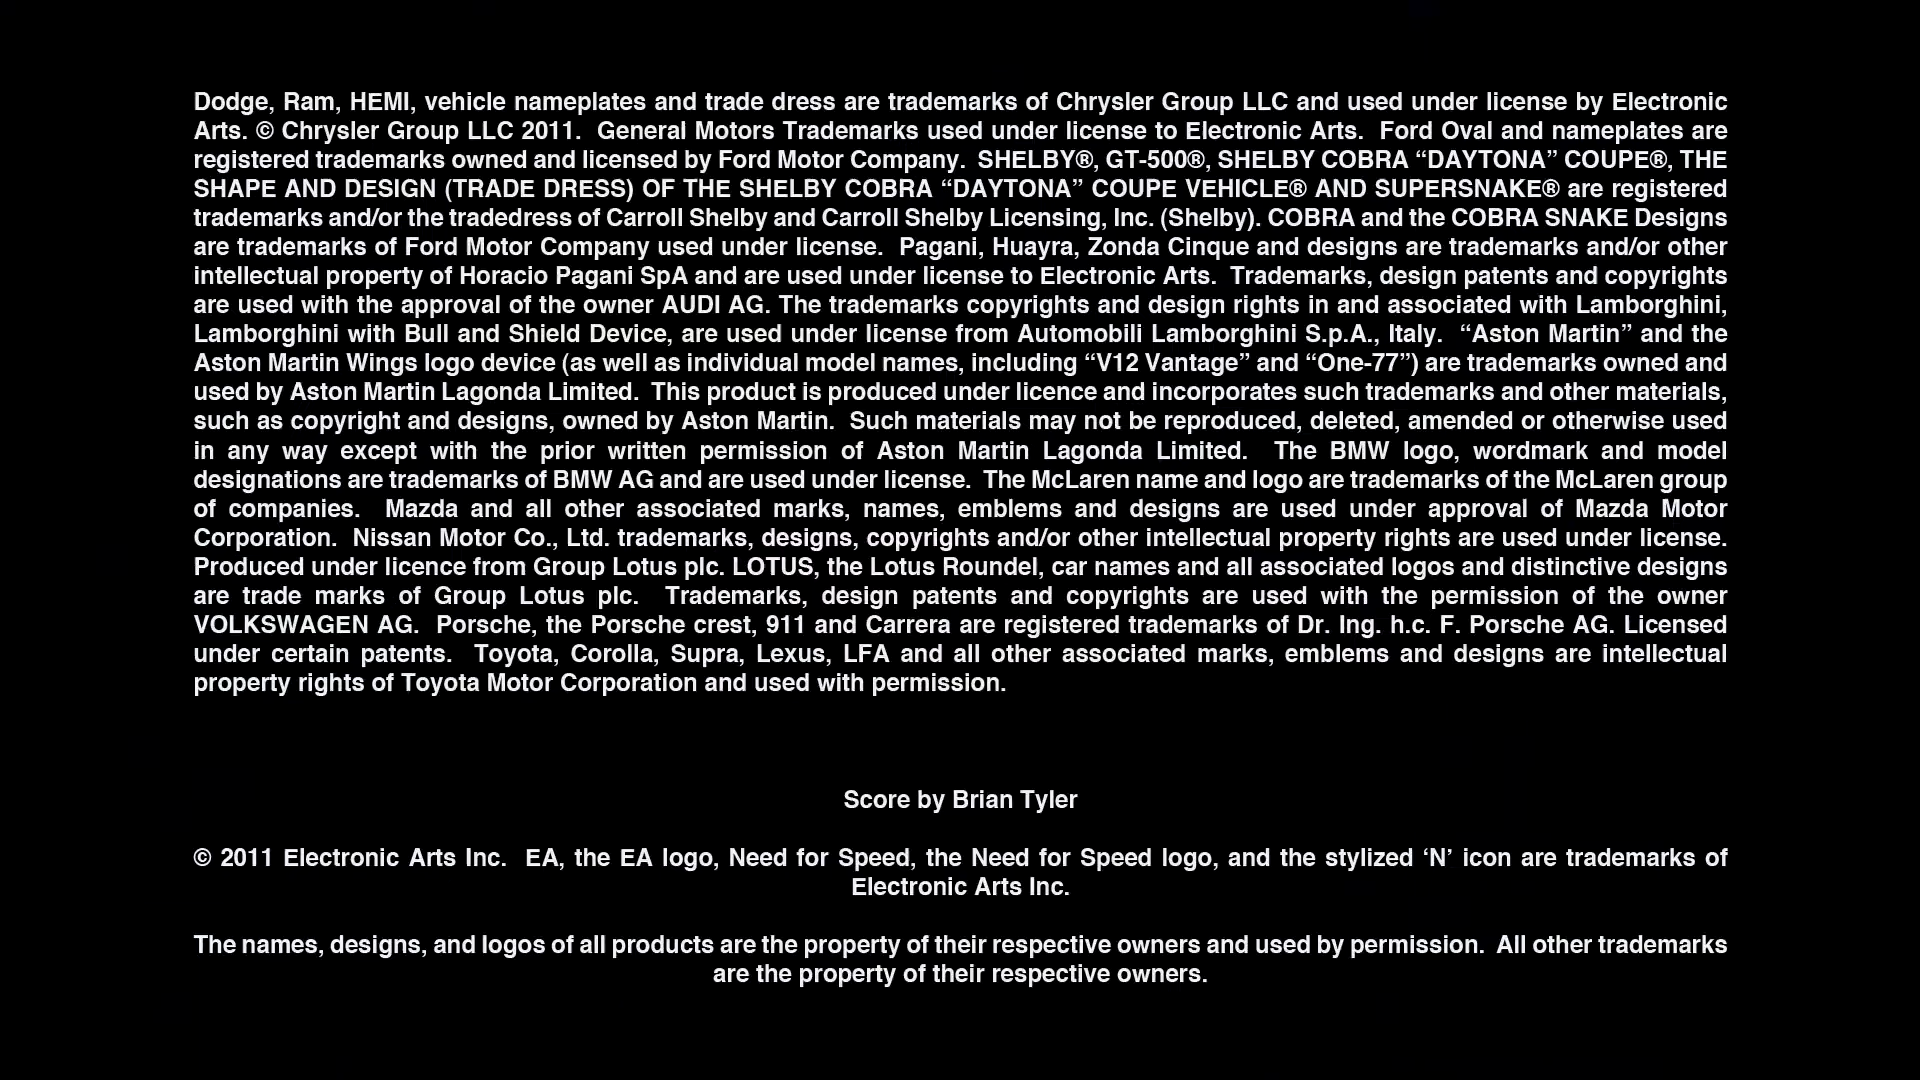 Dodge, Ram, HEMI, vehicle nameplates and trade dress are trademarks of Chrysler Group LLC and used under license by Electronic
Arts. © Chrysler Group LLC 2011.  General Motors Trademarks used under license to Electronic Arts.  Ford Oval and nameplates are
registered trademarks owned and licensed by Ford Motor Company.  SHELBY®, GT-500®, SHELBY COBRA “DAYTONA” COUPE®, THE
SHAPE AND DESIGN (TRADE DRESS) OF THE SHELBY COBRA “DAYTONA” COUPE VEHICLE® AND SUPERSNAKE® are registered
trademarks and/or the tradedress of Carroll Shelby and Carroll Shelby Licensing, Inc. (Shelby). COBRA and the COBRA SNAKE Designs
are trademarks of Ford Motor Company used under license.  Pagani, Huayra, Zonda Cinque and designs are trademarks and/or other
intellectual property of Horacio Pagani SpA and are used under license to Electronic Arts.  Trademarks, design patents and copyrights
are used with the approval of the owner AUDI AG. The trademarks copyrights and design rights in and associated with Lamborghini,
Lamborghini with Bull and Shield Device, are used under license from Automobili Lamborghini S.p.A., Italy.  “Aston Martin” and the
Aston Martin Wings logo device (as well as individual model names, including “V12 Vantage” and “One-77”) are trademarks owned and
used by Aston Martin Lagonda Limited.  This product is produced under licence and incorporates such trademarks and other materials,
such as copyright and designs, owned by Aston Martin.  Such materials may not be reproduced, deleted, amended or otherwise used
in any way except with the prior written permission of Aston Martin Lagonda Limited.  The BMW logo, wordmark and model
designations are trademarks of BMW AG and are used under license.  The McLaren name and logo are trademarks of the McLaren group
of companies.  Mazda and all other associated marks, names, emblems and designs are used under approval of Mazda Motor
Corporation.  Nissan Motor Co., Ltd. trademarks, designs, copyrights and/or other intellectual property rights are used under license.
Produced under licence from Group Lotus plc. LOTUS, the Lotus Roundel, car names and all associated logos and distinctive designs
are trade marks of Group Lotus plc.  Trademarks, design patents and copyrights are used with the permission of the owner
VOLKSWAGEN AG.  Porsche, the Porsche crest, 911 and Carrera are registered trademarks of Dr. Ing. h.c. F. Porsche AG. Licensed
under certain patents.  Toyota, Corolla, Supra, Lexus, LFA and all other associated marks, emblems and designs are intellectual
property rights of Toyota Motor Corporation and used with permission.
Score by Brian Tyler
© 2011 Electronic Arts Inc.  EA, the EA logo, Need for Speed, the Need for Speed logo, and the stylized ‘N’ icon are trademarks of
Electronic Arts Inc.
The names, designs, and logos of all products are the property of their respective owners and used by permission.  All other trademarks
are the property of their respective owners.